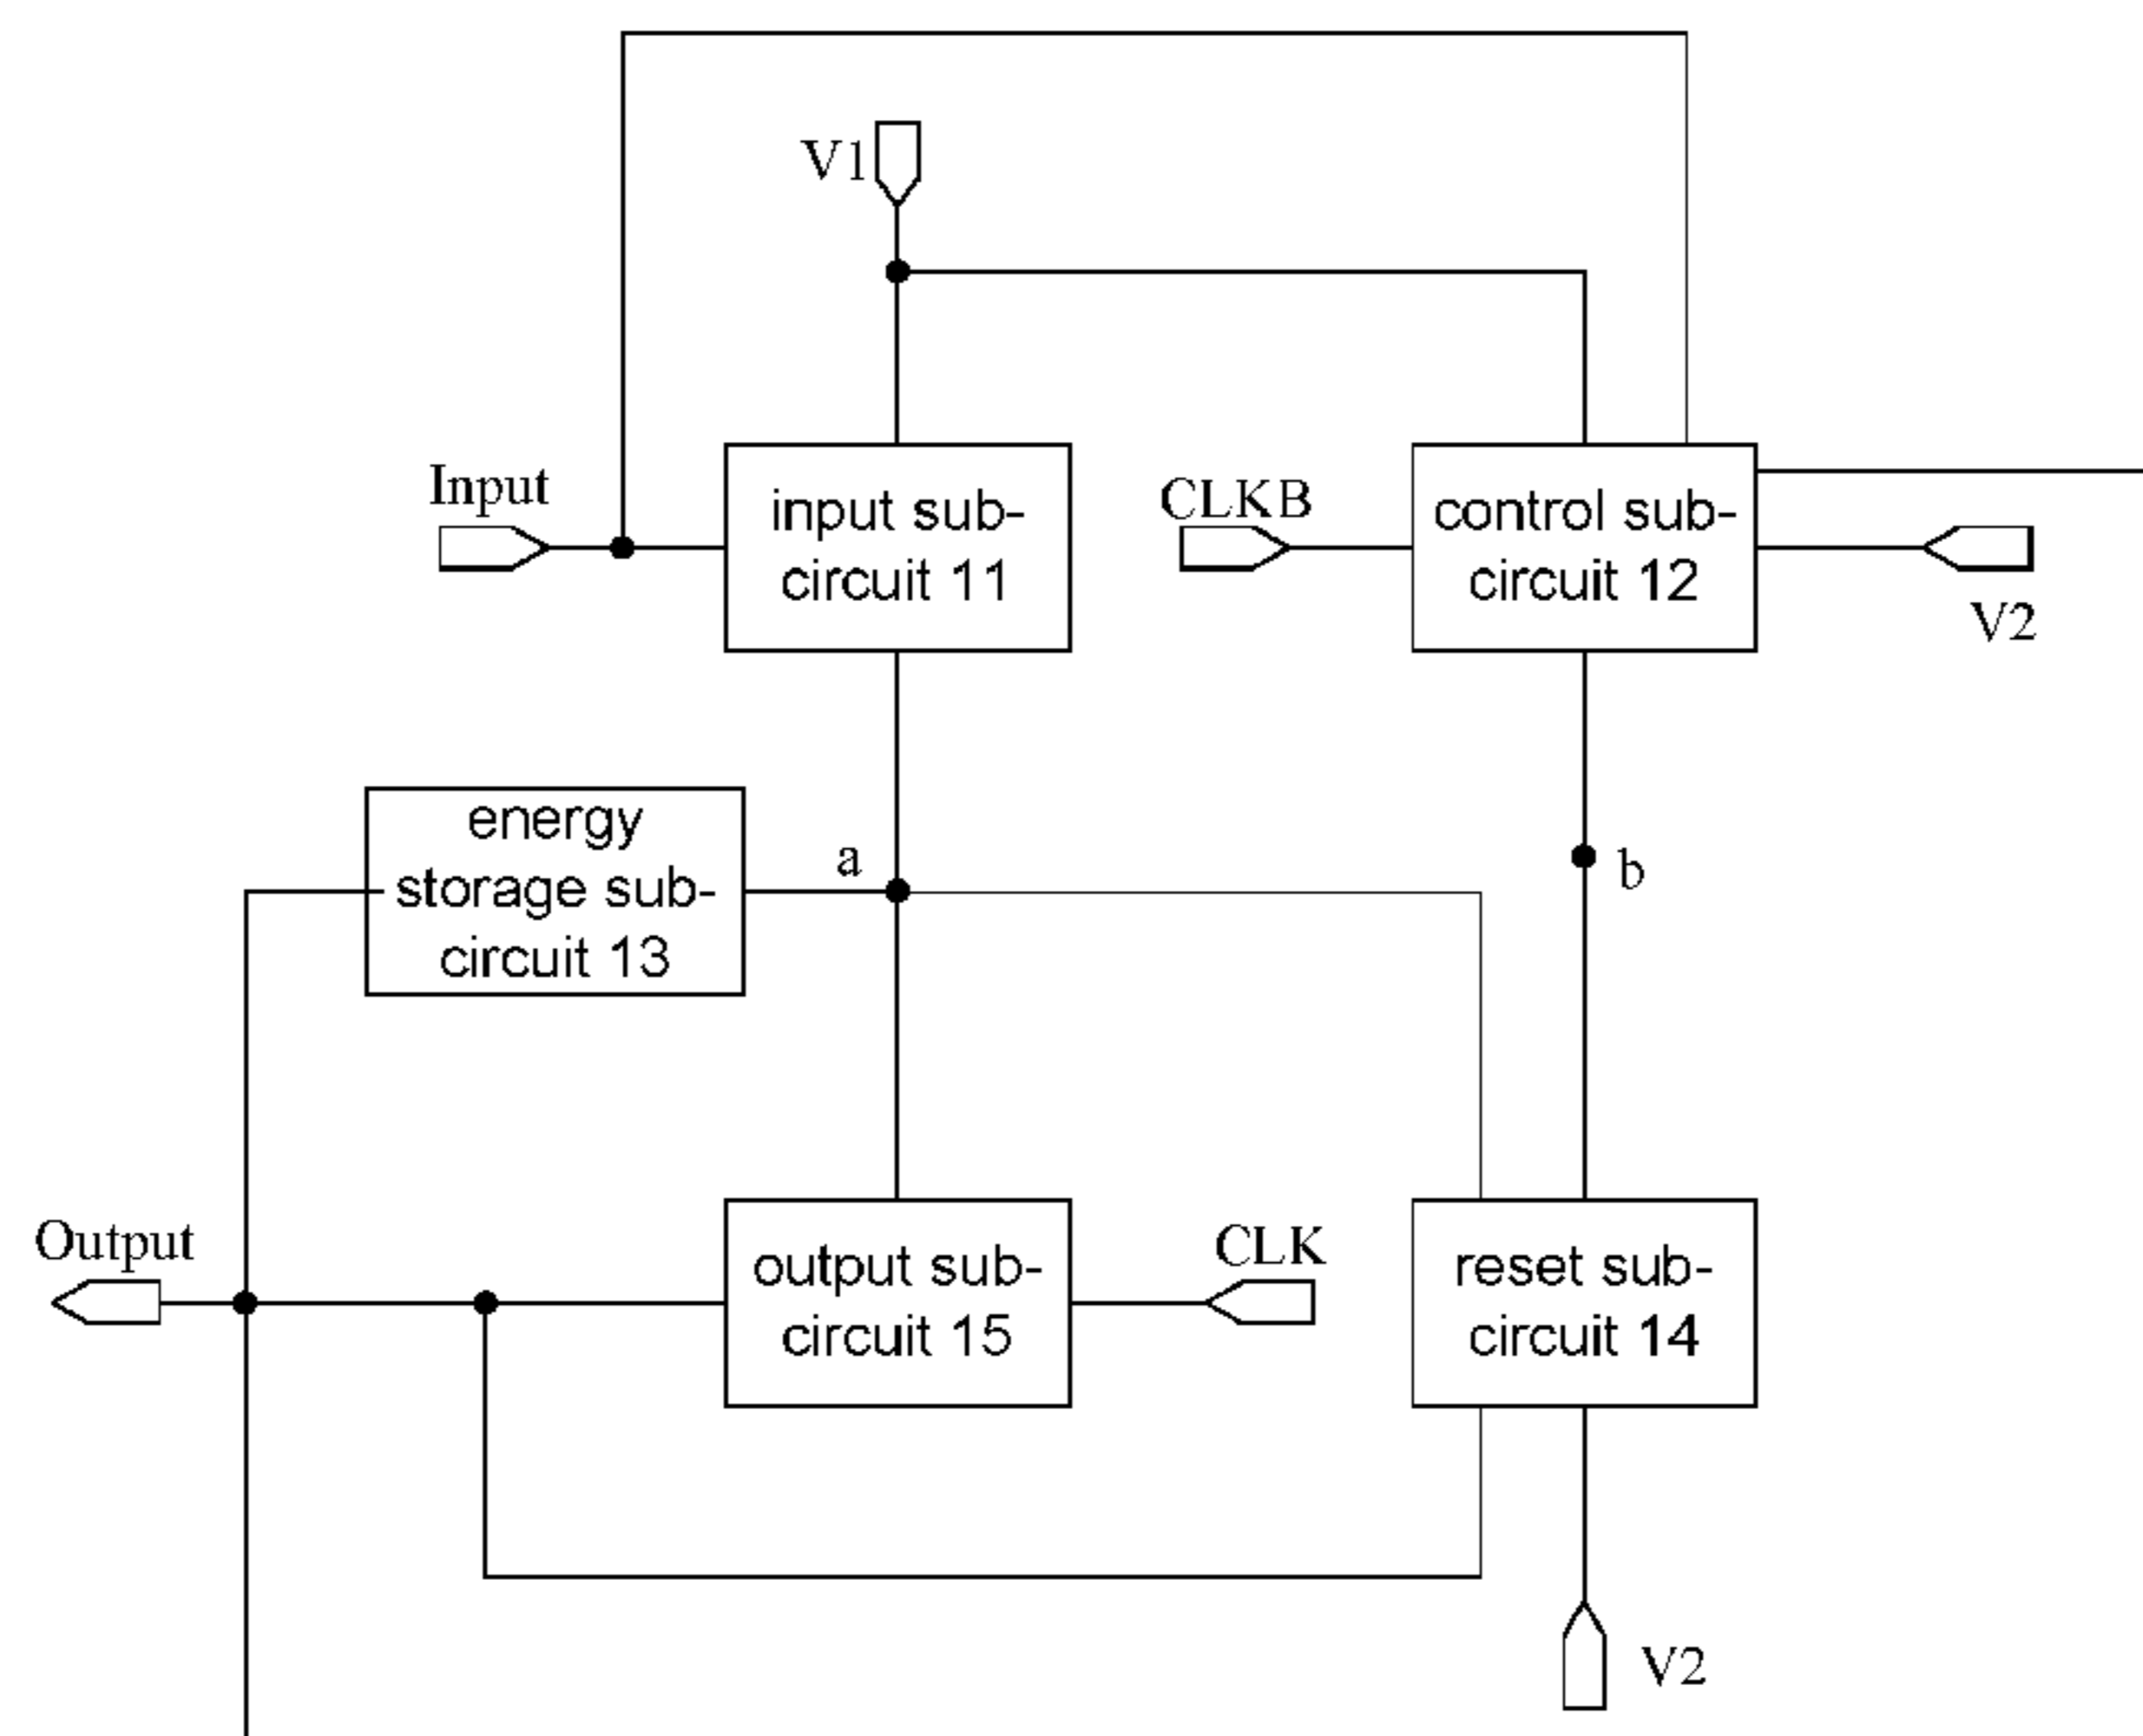 V1
Input
input sub-
circuit 11
CLKB
control sub-
circuit 12
V2
energy
storage sub-
circuit 13
a
b
Output
output sub-
circuit 15
CLK
reset sub-
circuit 14
V2